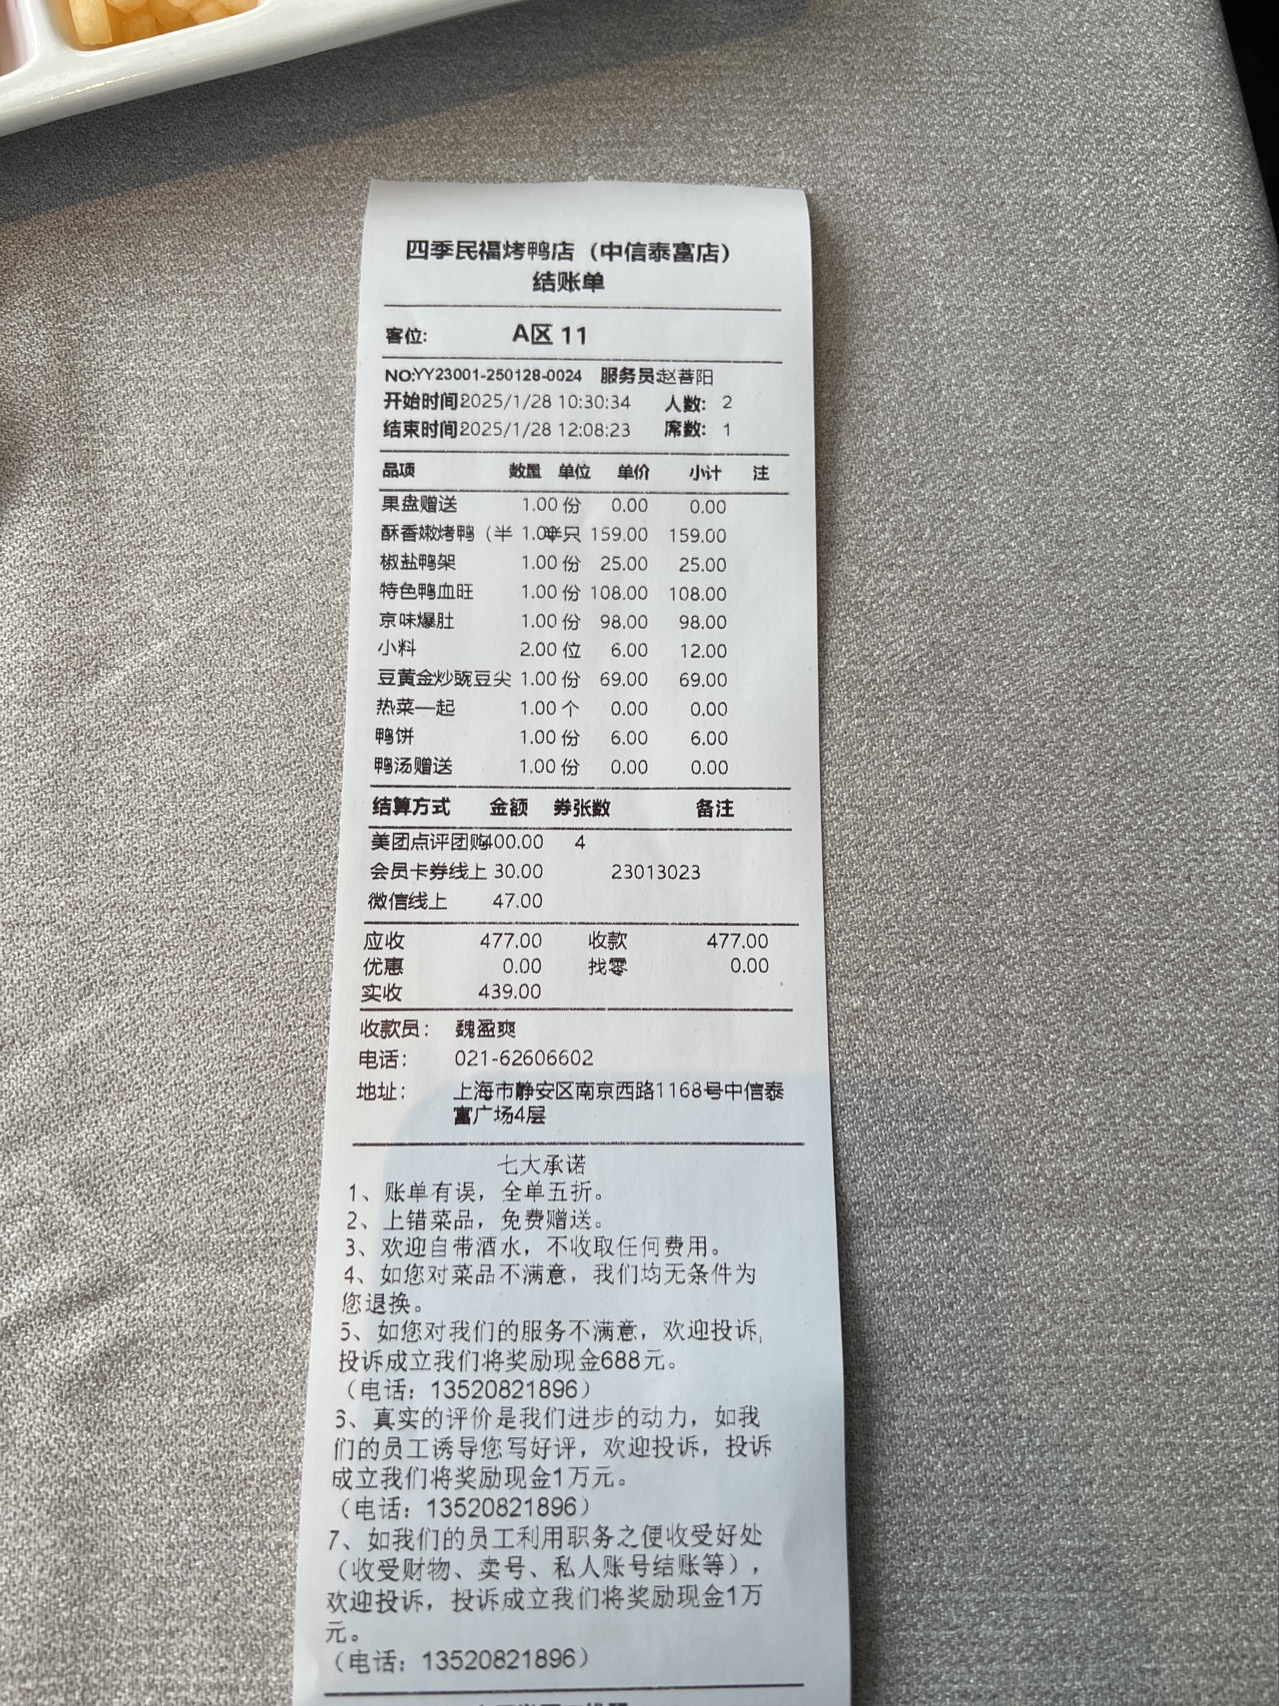 四季民福烤鸭店（中信泰富店）
结账单
客位: A区 11
NO:YY23001-250128-0024 服务员:赵菩阳
开始时间2025/1/28 10:30:34 人数: 2
结束时间2025/1/28 12:08:23 席数: 1
品项 数量 单位 单价 小计 注
果盘赠送 1.00 份 0.00 0.00
酥香嫩烤鸭（半 1.00半只 159.00 159.00
椒盐鸭架 1.00 份 25.00 25.00
特色鸭血旺 1.00 份 108.00 108.00
京味爆肚 1.00 份 98.00 98.00
小料 2.00 位 6.00 12.00
豆黄金炒豌豆尖 1.00 份 69.00 69.00
热菜一起 1.00 个 0.00 0.00
鸭饼 1.00 份 6.00 6.00
鸭汤赠送 1.00 份 0.00 0.00
结算方式 金额 券张数 备注
美团点评团购400.00 4
会员卡券线上 30.00 23013023
微信线上 47.00
应收 477.00 收款 477.00
优惠 0.00 找零 0.00
实收 439.00
收款员: 魏盈爽
电话: 021-62606602
地址: 上海市静安区南京西路1168号中信泰
富广场4层
七大承诺
1、账单有误，全单五折。
2、上错菜品，免费赠送。
3、欢迎自带酒水，不收取任何费用。
4、如您对菜品不满意，我们均无条件为
您退换。
5、如您对我们的服务不满意，欢迎投诉，
投诉成立我们将奖励现金688元。
（电话：13520821896）
6、真实的评价是我们进步的动力，如我
们的员工诱导您写好评，欢迎投诉，投诉
成立我们将奖励现金1万元。
（电话：13520821896）
7、如我们的员工利用职务之便收受好处
（收受财物、卖号、私人账号结账等），
欢迎投诉，投诉成立我们将奖励现金1万
元。
（电话：13520821896）